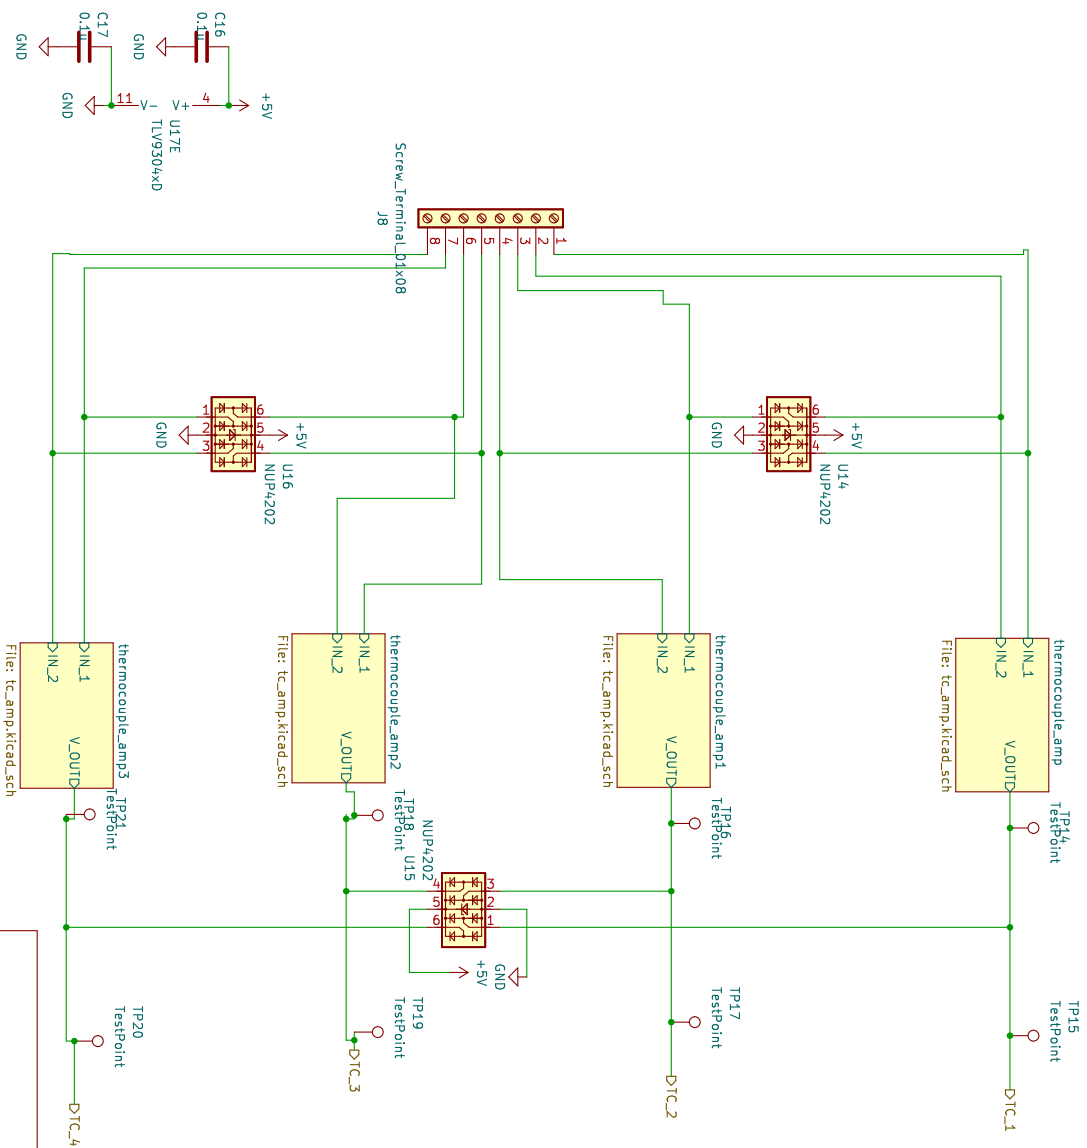 C17
0.1u
GND
C16
0.1u
GND
GND
11
V-
V+
4
+5V
U17E
TLV9304xD
Screw_Terminal_01x08
J8
8
7
6
5
4
3
2
1
1
2
3
6
5
4
GND
+5V
U16
NUP4202
1
2
3
6
5
4
GND
+5V
U14
NUP4202
thermocouple_amp3
IN_1
IN_2
V_OUT
File: tc_amp.kicad_sch
thermocouple_amp2
IN_1
IN_2
V_OUT
File: tc_amp.kicad_sch
thermocouple_amp1
IN_1
IN_2
V_OUT
File: tc_amp.kicad_sch
thermocouple_amp
IN_1
IN_2
V_OUT
File: tc_amp.kicad_sch
TP21
TestPoint
TP18
TestPoint
TP16
TestPoint
TP14
TestPoint
NUP4202
U15
4
5
6
3
2
1
+5V
GND
TP20
TestPoint
TP19
TestPoint
TP17
TestPoint
TP15
TestPoint
TC_4
TC_3
TC_2
TC_1